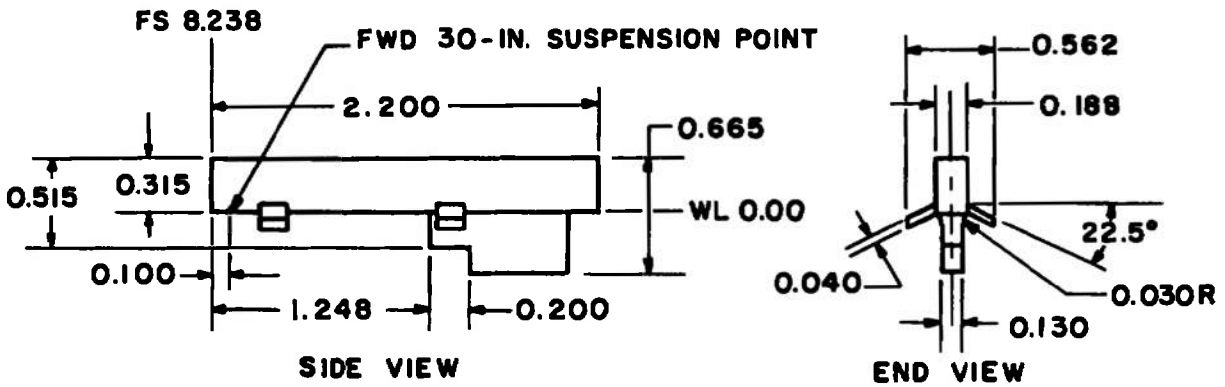 FS 8.238
FWD 30-IN. SUSPENSION POINT
2.200
0.665
0.515
0.315
WL 0.00
0.100
1.248
0.200
SIDE VIEW
0.562
0.188
22.5°
0.040
0.030R
0.130
END VIEW